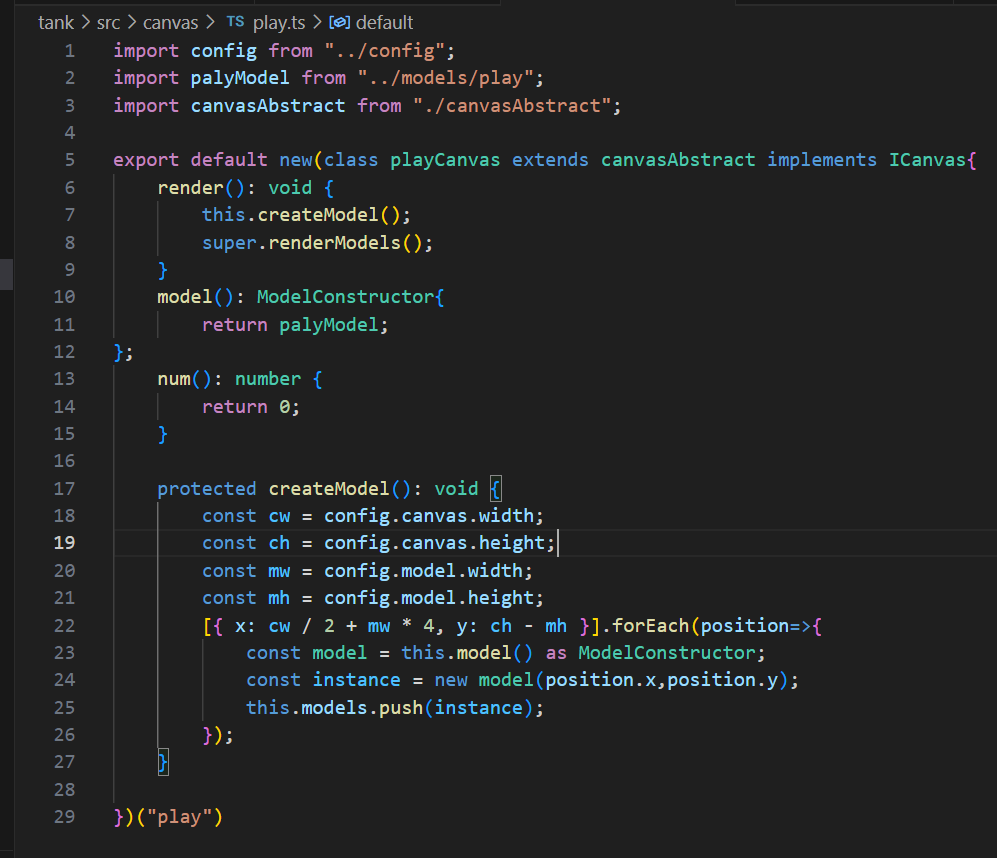 tank > src > canvas > TS play.ts > default
1 import config from "../config";
2 import palyModel from "../models/play";
3 import canvasAbstract from "./canvasAbstract";
4
5 export default new(class playCanvas extends canvasAbstract implements ICanvas{
6     render(): void {
7         this.createModel();
8         super.renderModels();
9     }
10     model(): ModelConstructor{
11         return palyModel;
12 };
13     num(): number {
14         return 0;
15     }
16
17     protected createModel(): void {
18         const cw = config.canvas.width;
19         const ch = config.canvas.height;
20         const mw = config.model.width;
21         const mh = config.model.height;
22         [{ x: cw / 2 + mw * 4, y: ch - mh }].forEach(position=>{
23             const model = this.model() as ModelConstructor;
24             const instance = new model(position.x,position.y);
25             this.models.push(instance);
26         });
27     }
28
29 })("play")